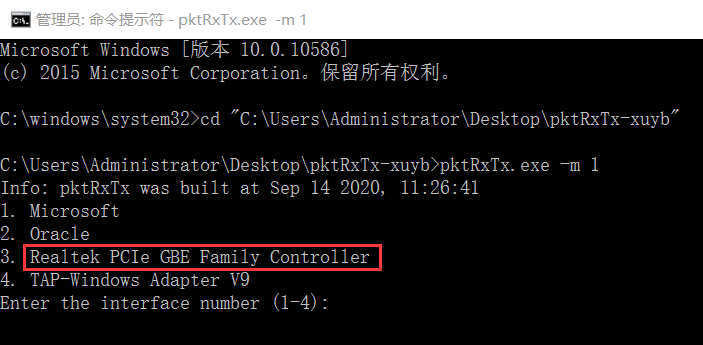 管理员: 命令提示符 - pktRxTx.exe -m 1
Microsoft Windows [版本 10.0.10586]
(c) 2015 Microsoft Corporation。保留所有权利。
C:\windows\system32>cd "C:\Users\Administrator\Desktop\pktRxTx-xuyb"
C:\Users\Administrator\Desktop\pktRxTx-xuyb>pktRxTx.exe -m 1
Info: pktRxTx was built at Sep 14 2020, 11:26:41
1. Microsoft
2. Oracle
3. Realtek PCIe GBE Family Controller
4. TAP-Windows Adapter V9
Enter the interface number (1-4):